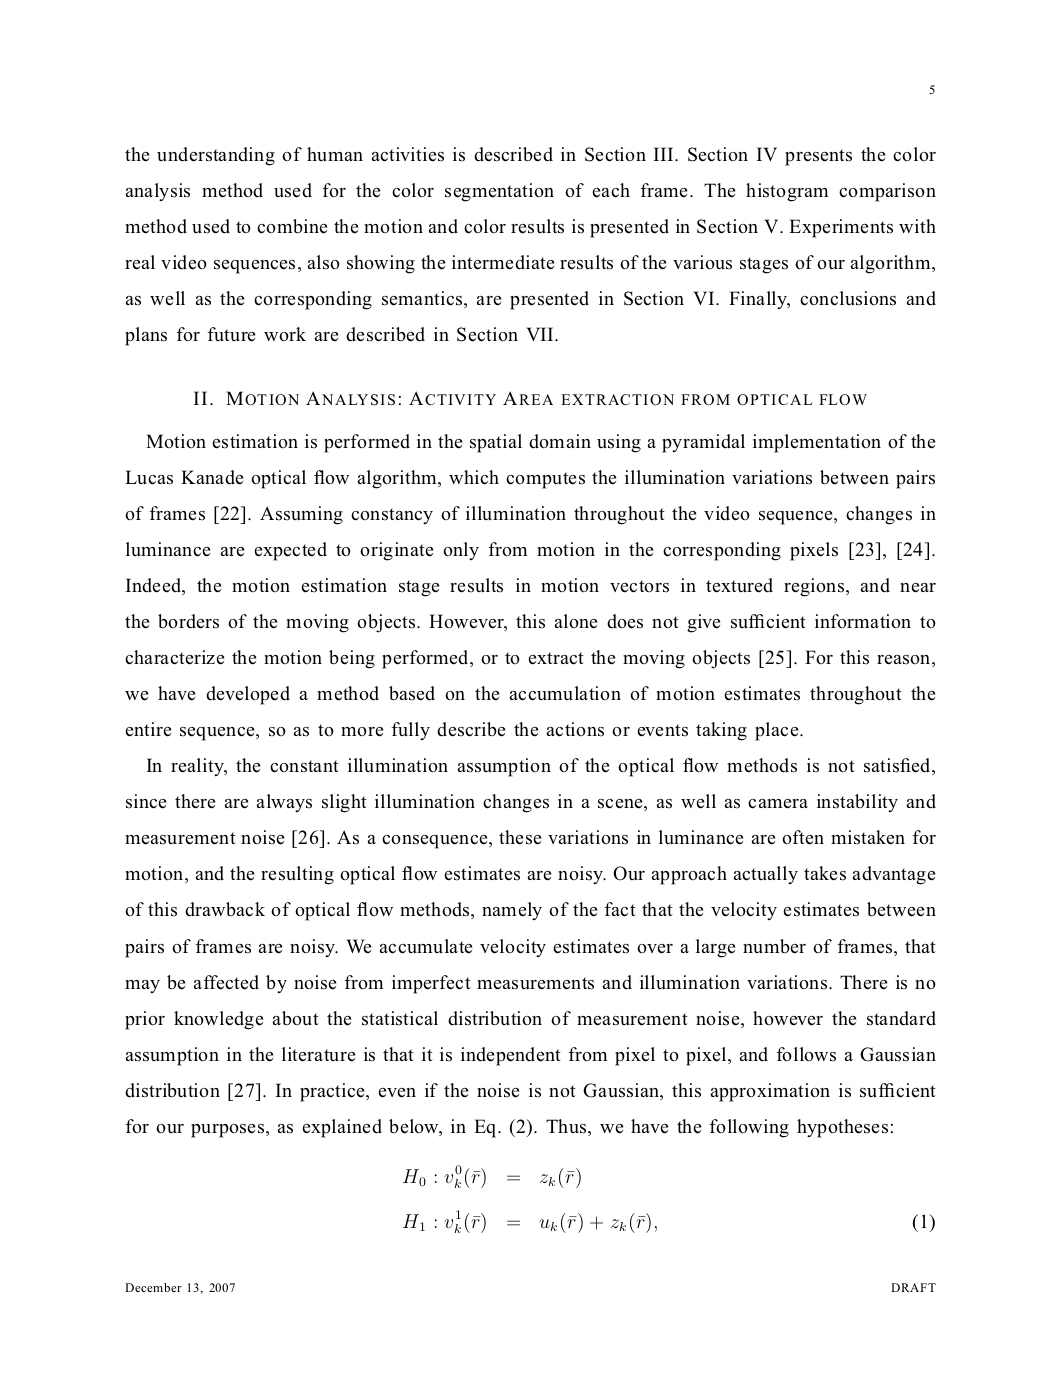 5
the understanding of human activities is described in Section III. Section IV presents the color
analysis method used for the color segmentation of each frame. The histogram comparison
method used to combine the motion and color results is presented in Section V. Experiments with
real video sequences, also showing the intermediate results of the various stages of our algorithm,
as well as the corresponding semantics, are presented in Section VI. Finally, conclusions and
plans for future work are described in Section VII.
II. MOTION ANALYSIS: ACTIVITY AREA EXTRACTION FROM OPTICAL FLOW
Motion estimation is performed in the spatial domain using a pyramidal implementation of the
Lucas Kanade optical flow algorithm, which computes the illumination variations between pairs
of frames [22]. Assuming constancy of illumination throughout the video sequence, changes in
luminance are expected to originate only from motion in the corresponding pixels [23], [24].
Indeed, the motion estimation stage results in motion vectors in textured regions, and near
the borders of the moving objects. However, this alone does not give sufficient information to
characterize the motion being performed, or to extract the moving objects [25]. For this reason,
we have developed a method based on the accumulation of motion estimates throughout the
entire sequence, so as to more fully describe the actions or events taking place.
In reality, the constant illumination assumption of the optical flow methods is not satisfied,
since there are always slight illumination changes in a scene, as well as camera instability and
measurement noise [26]. As a consequence, these variations in luminance are often mistaken for
motion, and the resulting optical flow estimates are noisy. Our approach actually takes advantage
of this drawback of optical flow methods, namely of the fact that the velocity estimates between
pairs of frames are noisy. We accumulate velocity estimates over a large number of frames, that
may be affected by noise from imperfect measurements and illumination variations. There is no
prior knowledge about the statistical distribution of measurement noise, however the standard
assumption in the literature is that it is independent from pixel to pixel, and follows a Gaussian
distribution [27]. In practice, even if the noise is not Gaussian, this approximation is sufficient
for our purposes, as explained below, in Eq. (2). Thus, we have the following hypotheses:
H₀ : v⁰ₖ(r̄) = zₖ(r̄)
H₁ : v¹ₖ(r̄) = uₖ(r̄) + zₖ(r̄), (1)
December 13, 2007 DRAFT